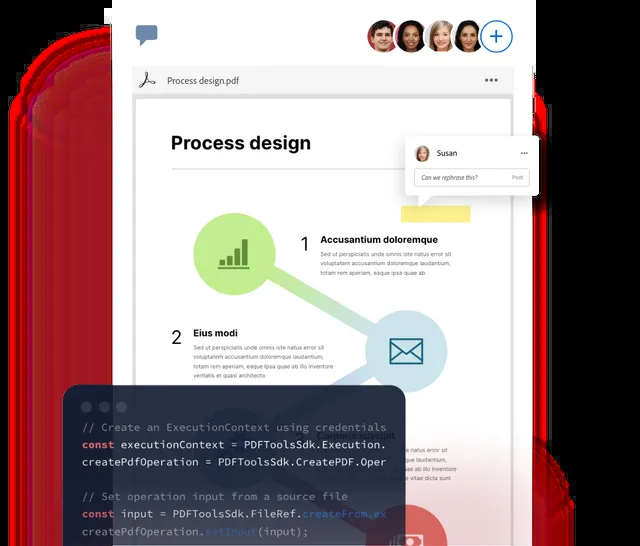 Process design.pdf
Process design
Susan
Can we rephrase this?
Post
1
Accusantium doloremque
Sed ut perspiciatis unde omnis iste natus error sit
voluptatem accusantium doloremque laudantium,
totam rem aperiam, eaque ipsa quae ab
2
Eius modi
Sed ut perspiciatis unde omnis iste natus error sit
voluptatem accusantium doloremque laudantium,
totam rem aperiam, eaque ipsa quae ab illo inventore
veritatis et quasi architecto
// Create an ExecutionContext using credentials
const executionContext = PDFToolsSdk.Execution.
createPdfOperation = PDFToolsSdk.CreatePDF.Oper
// Set operation input from a source file
const input = PDFToolsSdk.FileRef.createFrom.ex
createPdfOperation.setInput(input);
natus error sit
laudantium,
illo inventore
vitae dicta sunt